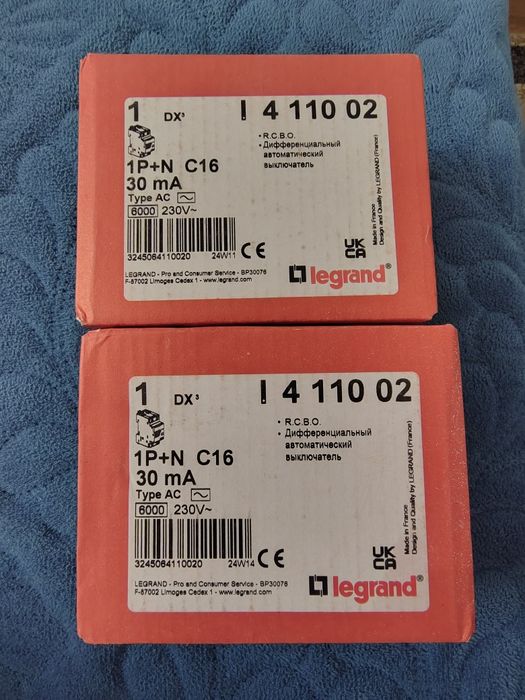 1 DX³ I 4 110 02
• R.C.B.O.
• Дифференциальный
автоматический
выключатель
1P+N C16
30 mA
Type AC
6000 230V~
3245064110020 24W11 CE
UK
CA
LEGRAND - Pro and Consumer Service - BP30076
F-87002 Limoges Cedex 1 - www.legrand.com
legrand®
Made in France
Design and Quality by LEGRAND (France)
1 DX³ I 4 110 02
• R.C.B.O.
• Дифференциальный
автоматический
выключатель
1P+N C16
30 mA
Type AC
6000 230V~
3245064110020 24W14 CE
UK
CA
LEGRAND - Pro and Consumer Service - BP30076
F-87002 Limoges Cedex 1 - www.legrand.com
legrand®
Made in France
Design and Quality by LEGRAND (France)